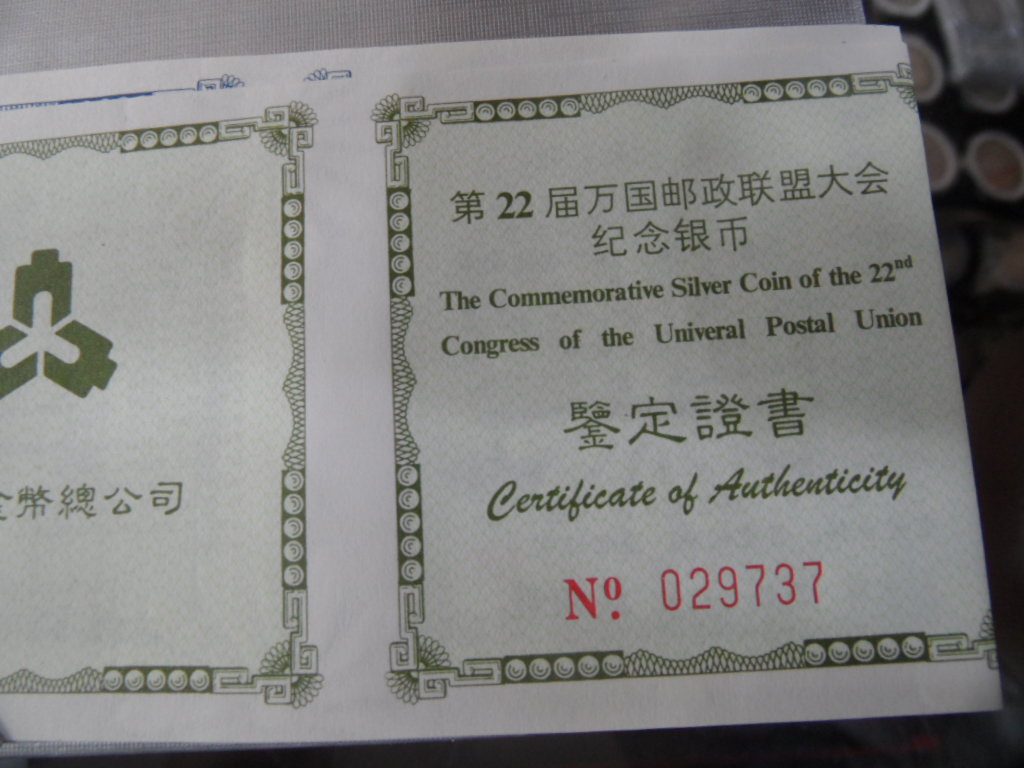 金幣總公司
第22届万国邮政联盟大会
纪念银币
The Commemorative Silver Coin of the 22nd
Congress of the Univeral Postal Union
鑒定證書
Certificate of Authenticity
Nº 029737